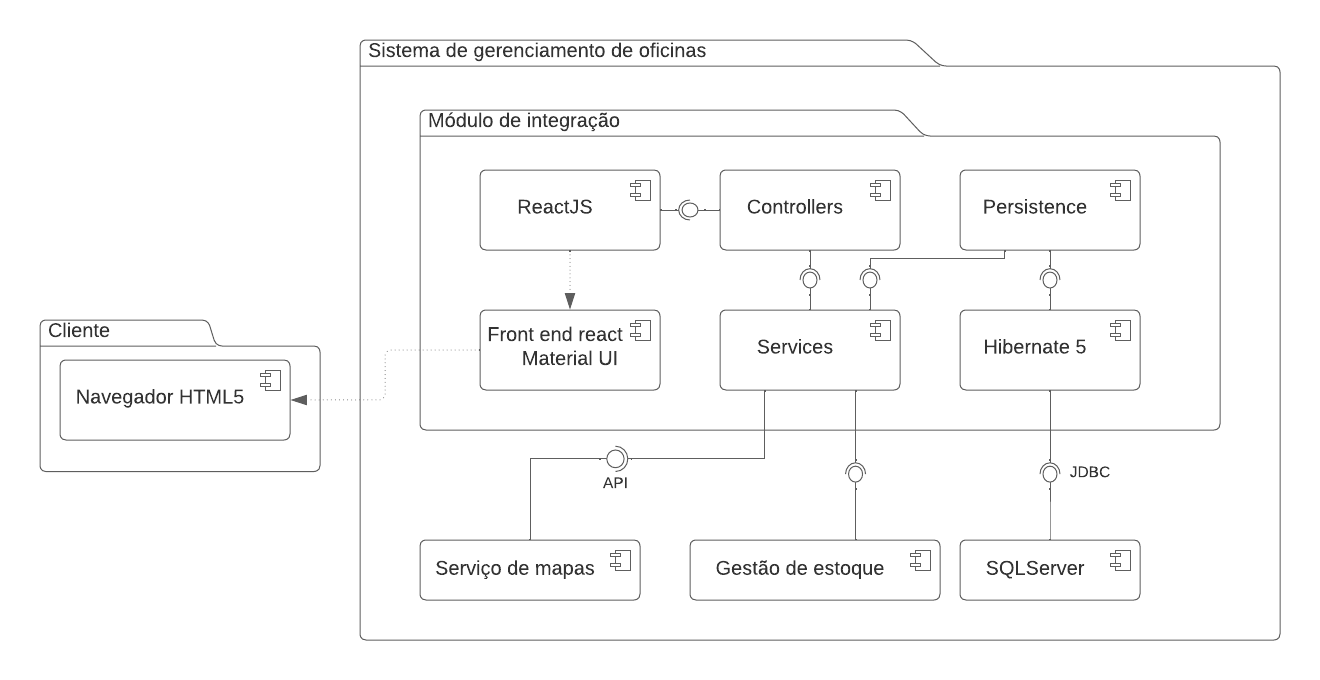 Sistema de gerenciamento de oficinas
Módulo de integração
ReactJS
Controllers
Persistence
Cliente
Navegador HTML5
Front end react
Material UI
Services
Hibernate 5
API
JDBC
Serviço de mapas
Gestão de estoque
SQLServer